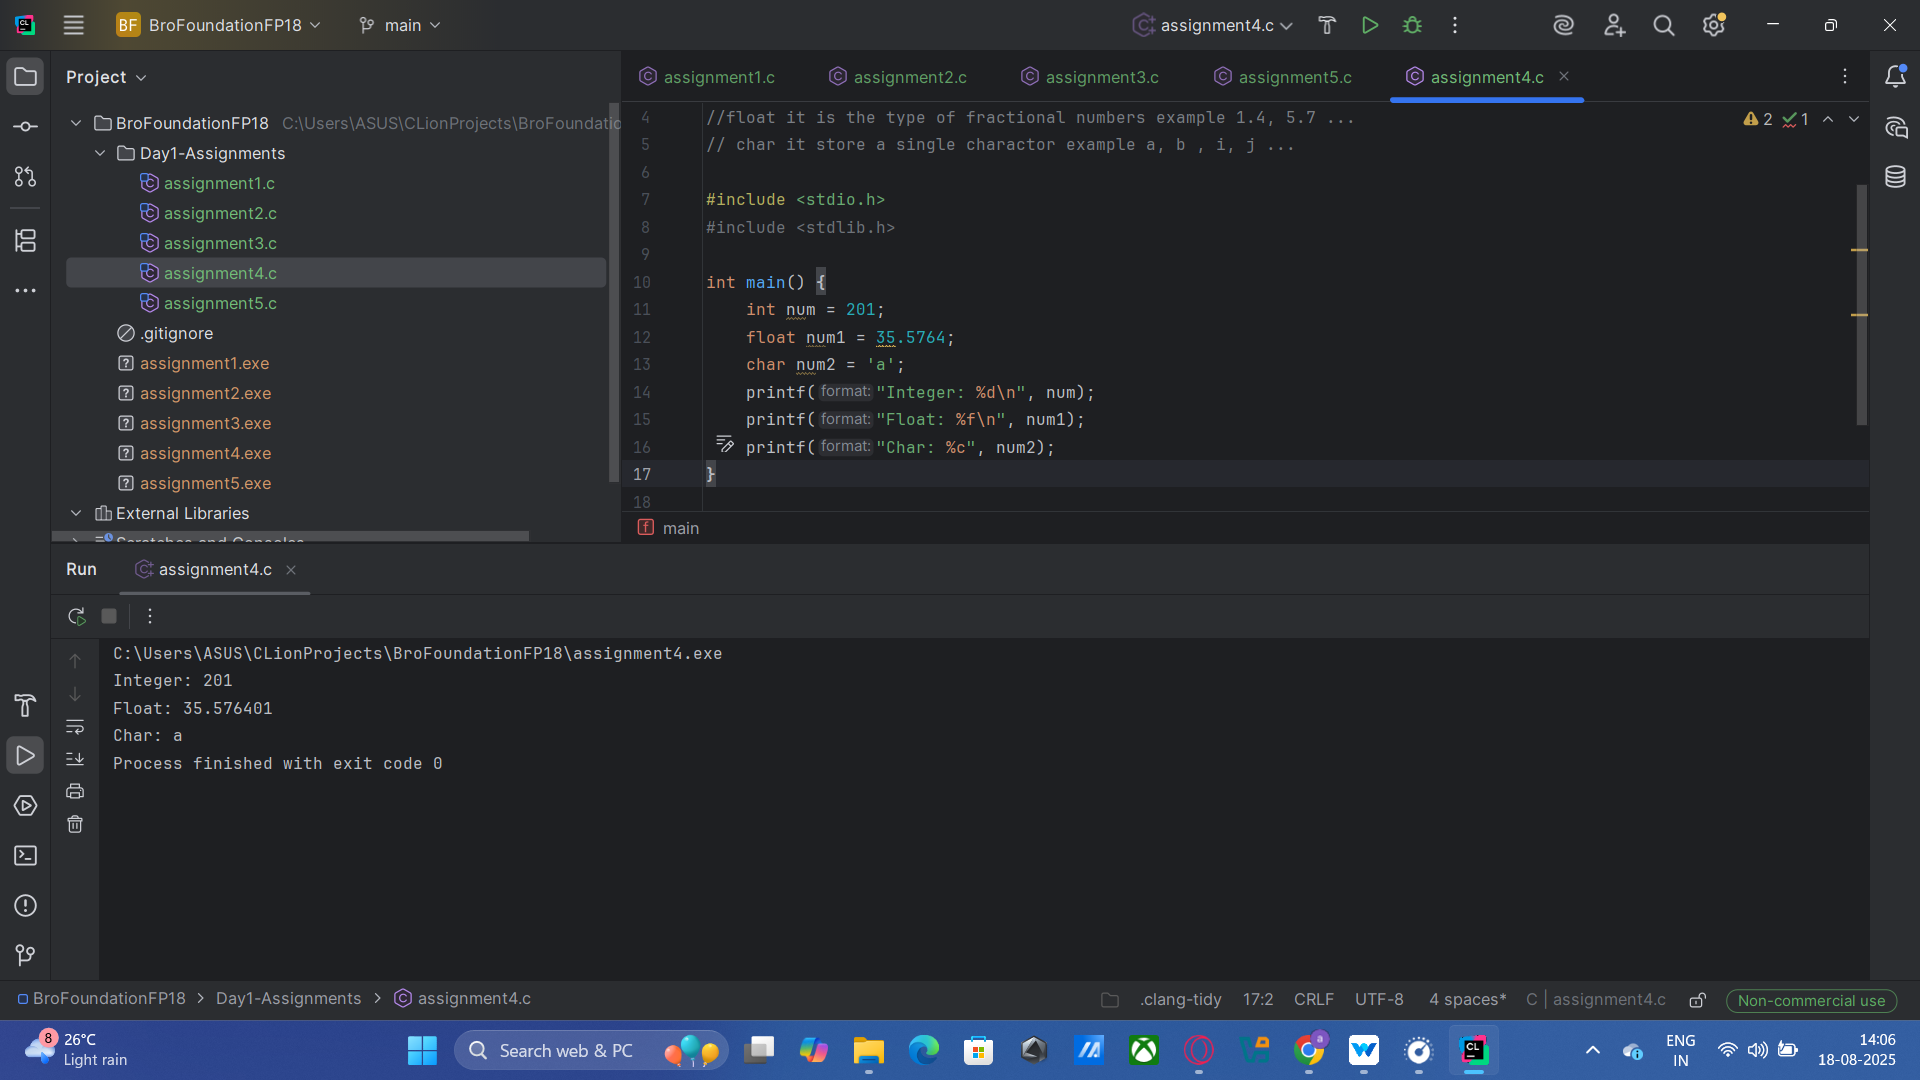 BF BroFoundationFP18 main assignment4.c
Project
BroFoundationFP18 C:\Users\ASUS\CLionProjects\BroFoundatio
Day1-Assignments
assignment1.c
assignment2.c
assignment3.c
assignment4.c
assignment5.c
.gitignore
assignment1.exe
assignment2.exe
assignment3.exe
assignment4.exe
assignment5.exe
External Libraries
Scratches and Consoles
assignment1.c assignment2.c assignment3.c assignment5.c assignment4.c
4 //float it is the type of fractional numbers example 1.4, 5.7 ...
2 1
5 // char it store a single charactor example a, b , i, j ...
6
7 #include <stdio.h>
8 #include <stdlib.h>
9
10 int main() {
11 int num = 201;
12 float num1 = 35.5764;
13 char num2 = 'a';
14 printf( format: "Integer: %d\n", num);
15 printf( format: "Float: %f\n", num1);
16 printf( format: "Char: %c", num2);
17 }
18
f main
Run assignment4.c
C:\Users\ASUS\CLionProjects\BroFoundationFP18\assignment4.exe
Integer: 201
Float: 35.576401
Char: a
Process finished with exit code 0
BroFoundationFP18 > Day1-Assignments > assignment4.c
.clang-tidy 17:2 CRLF UTF-8 4 spaces* C | assignment4.c Non-commercial use
8 26°C
Light rain
Search web & PC
CL
ENG
IN
14:06
18-08-2025